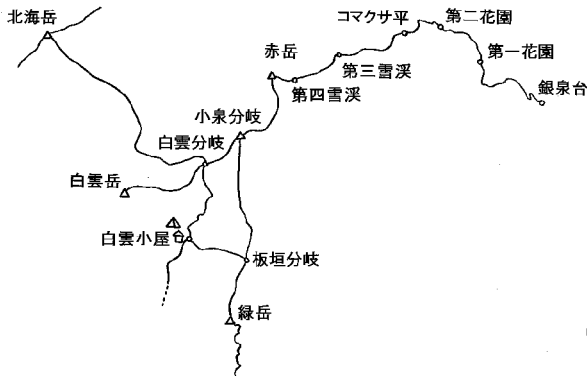 北海岳
コマクサ平
第二花園
赤岳
第一花園
第三雪渓
第四雪渓
銀泉台
小泉分岐
白雲分岐
白雲岳
白雲小屋
板垣分岐
緑岳